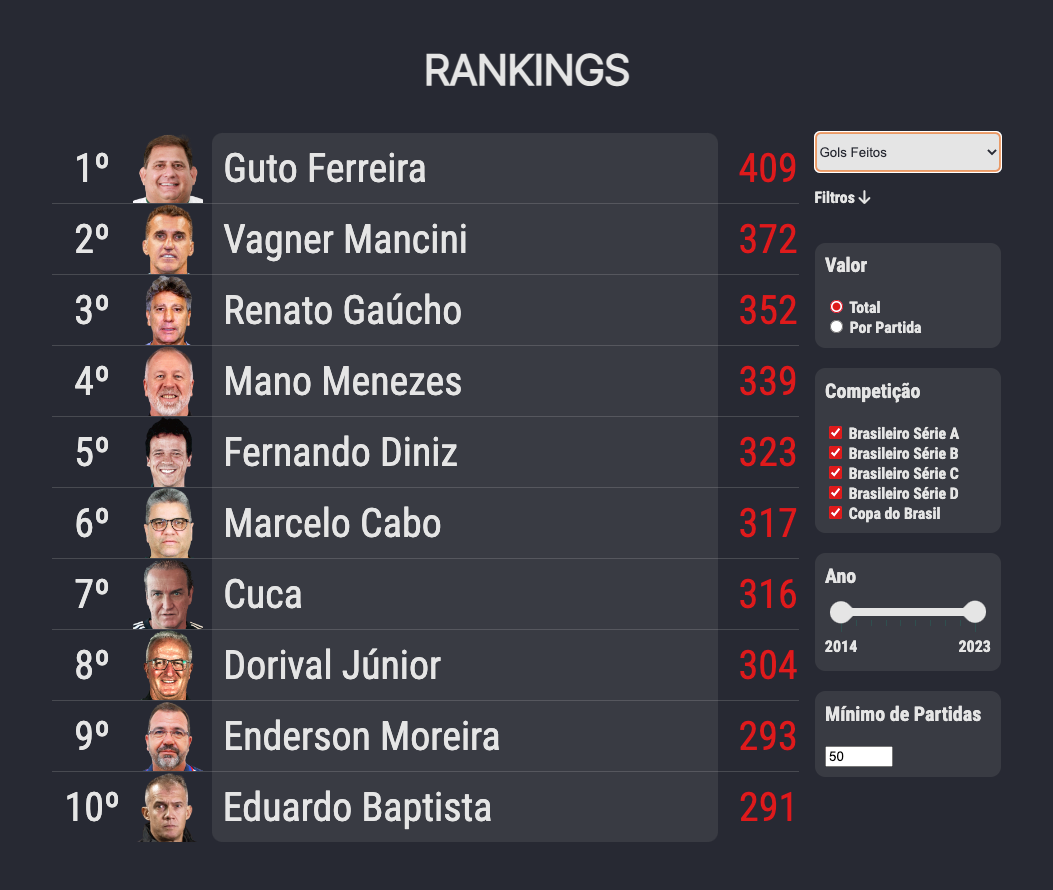 RANKINGS
1º Guto Ferreira 409
2º Vagner Mancini 372
3º Renato Gaúcho 352
4º Mano Menezes 339
5º Fernando Diniz 323
6º Marcelo Cabo 317
7º Cuca 316
8º Dorival Júnior 304
9º Enderson Moreira 293
10º Eduardo Baptista 291
Gols Feitos
Filtros ↓
Valor
Total
Por Partida
Competição
Brasileiro Série A
Brasileiro Série B
Brasileiro Série C
Brasileiro Série D
Copa do Brasil
Ano
2014 2023
Mínimo de Partidas
50